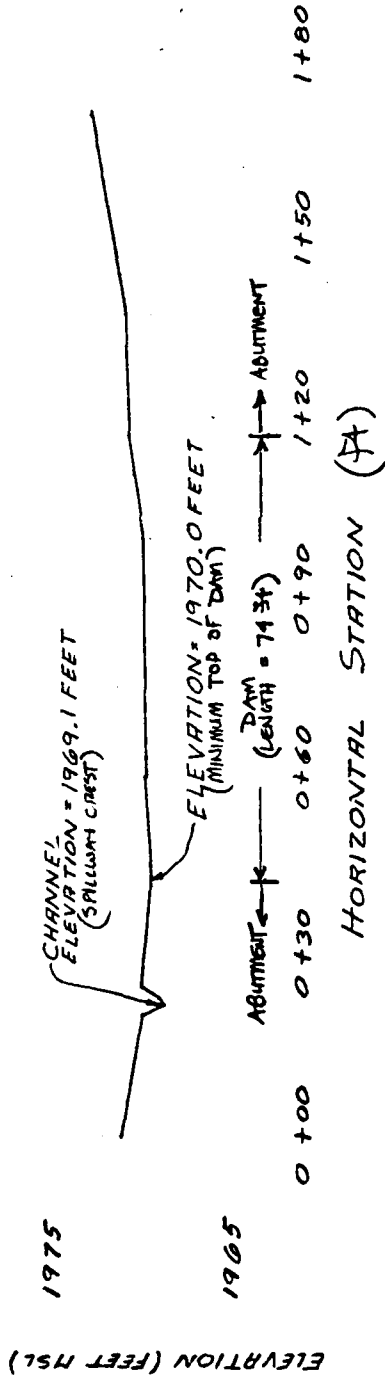 ELEVATION (FEET MSL)
1975
1965
CHANNEL
ELEVATION = 1969.1 FEET
(SPILLWAY CREST)
ELEVATION = 1970.0 FEET
(MINIMUM TOP OF DAM)
ABUTMENT
DAM
(LENGTH = 74 ft)
ABUTMENT
0+00 0+30 0+60 0+90 1+20 1+50 1+80
HORIZONTAL STATION (ft)